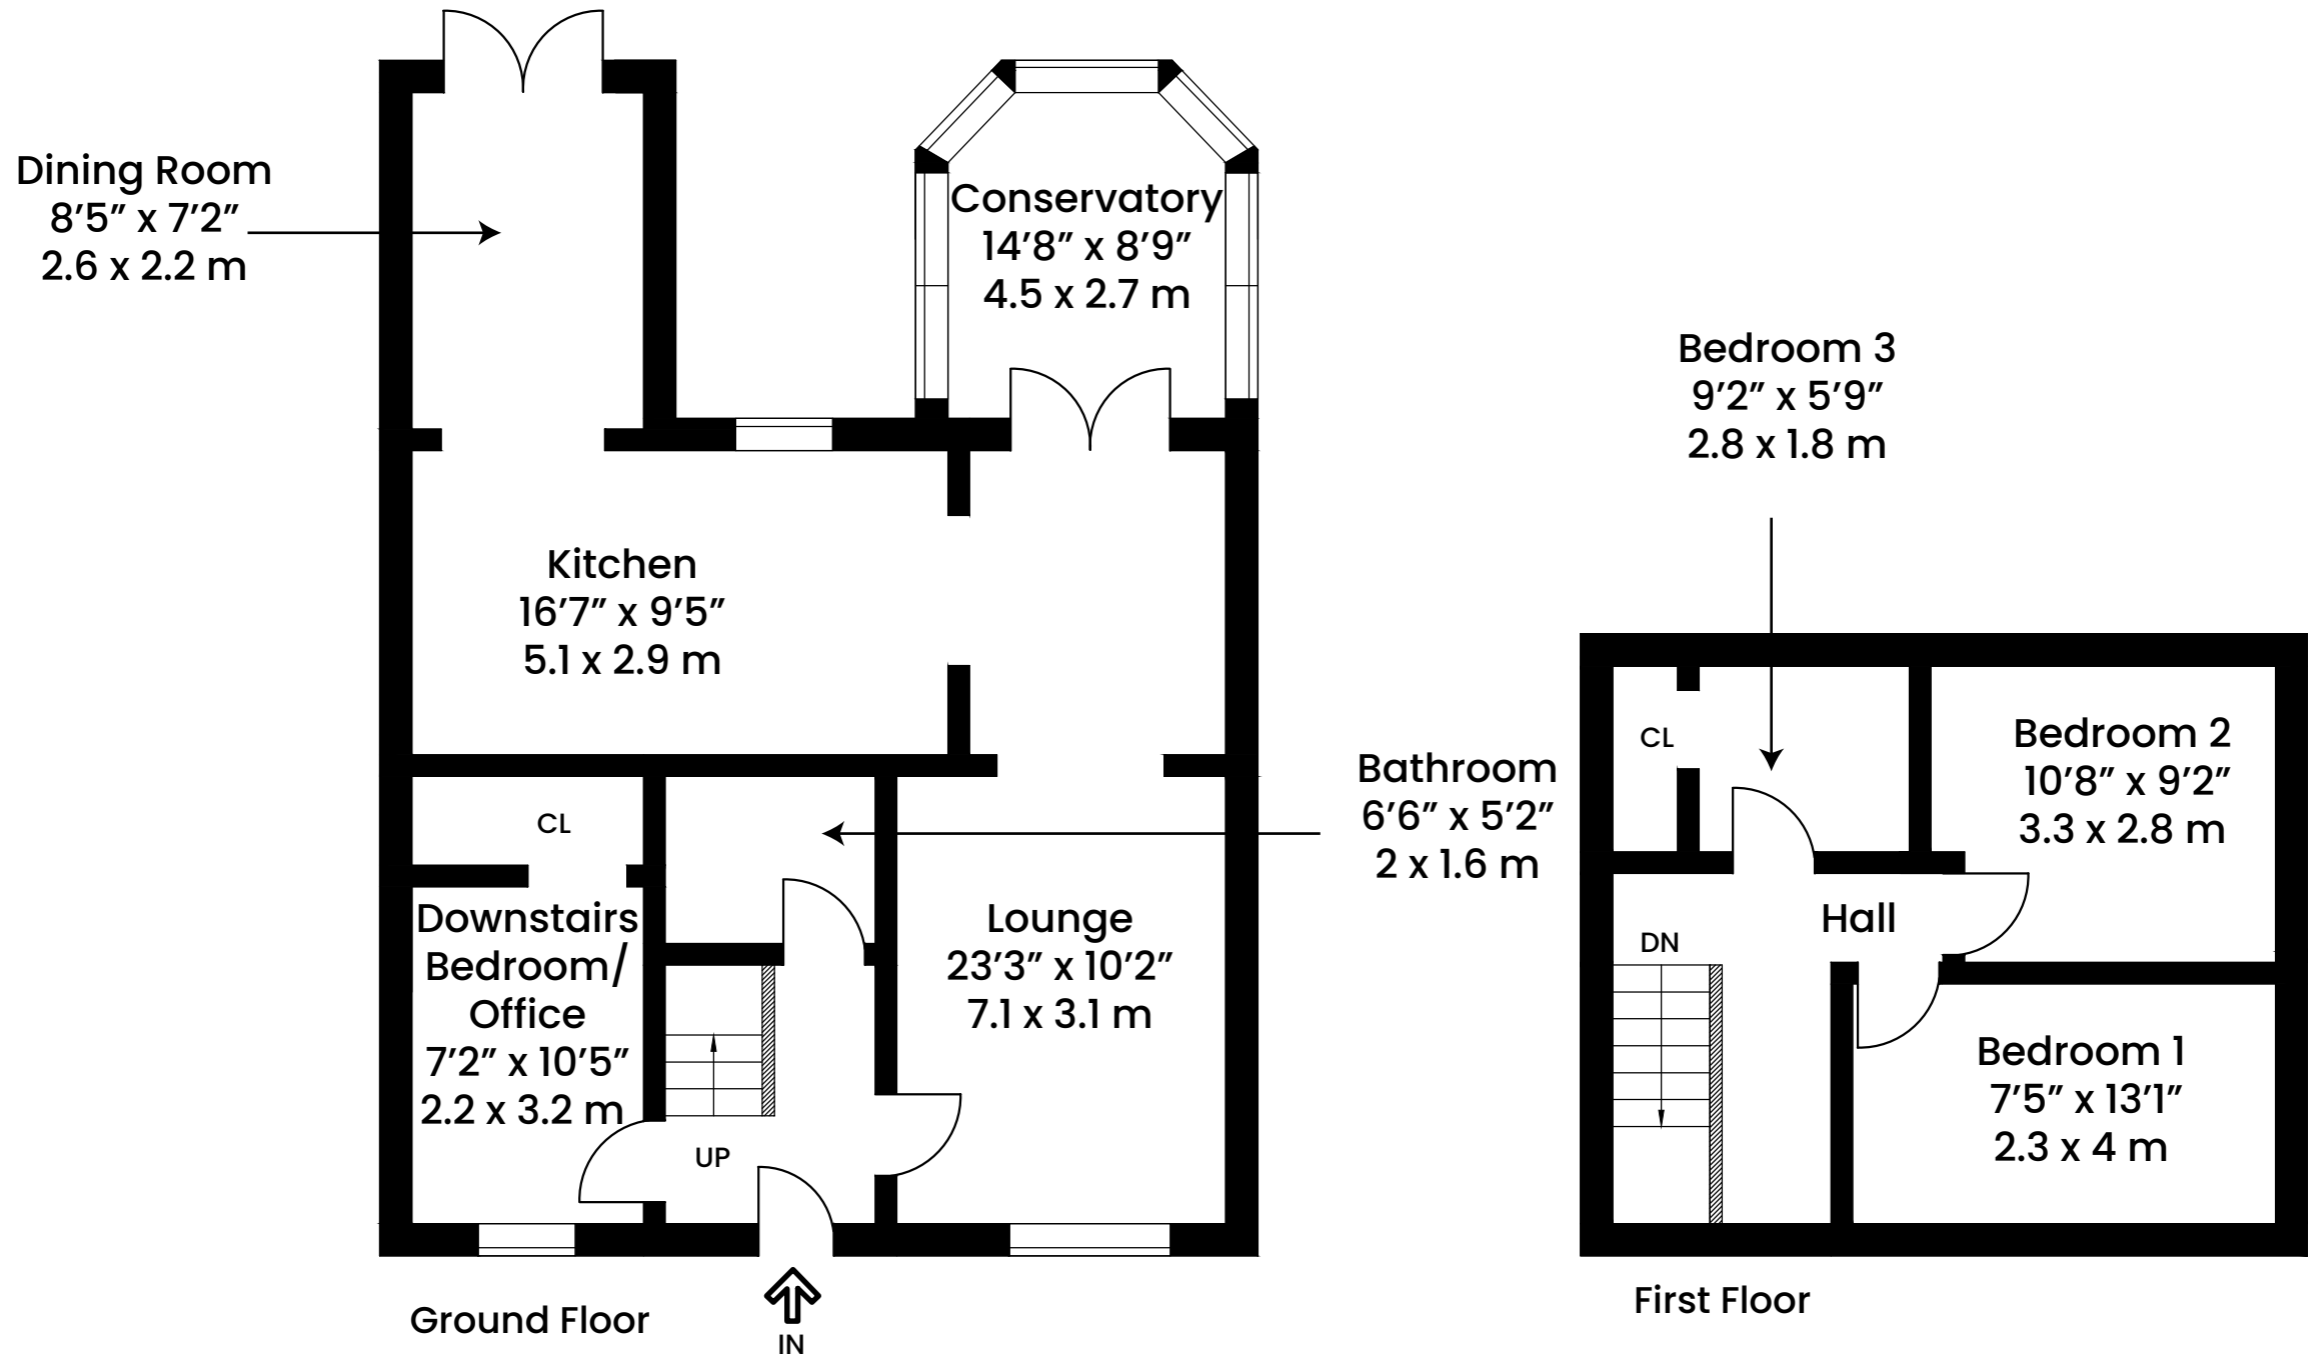 Dining Room
8’5” x 7’2”
2.6 x 2.2 m
Conservatory
14’8” x 8’9”
4.5 x 2.7 m
Kitchen
16’7” x 9’5”
5.1 x 2.9 m
Bathroom
6’6” x 5’2”
2 x 1.6 m
CL
Downstairs
Bedroom/
Office
7’2” x 10’5”
2.2 x 3.2 m
Lounge
23’3” x 10’2”
7.1 x 3.1 m
UP
Ground Floor
IN
Bedroom 3
9’2” x 5’9”
2.8 x 1.8 m
CL
Bedroom 2
10’8” x 9’2”
3.3 x 2.8 m
Hall
DN
Bedroom 1
7’5” x 13’1”
2.3 x 4 m
First Floor